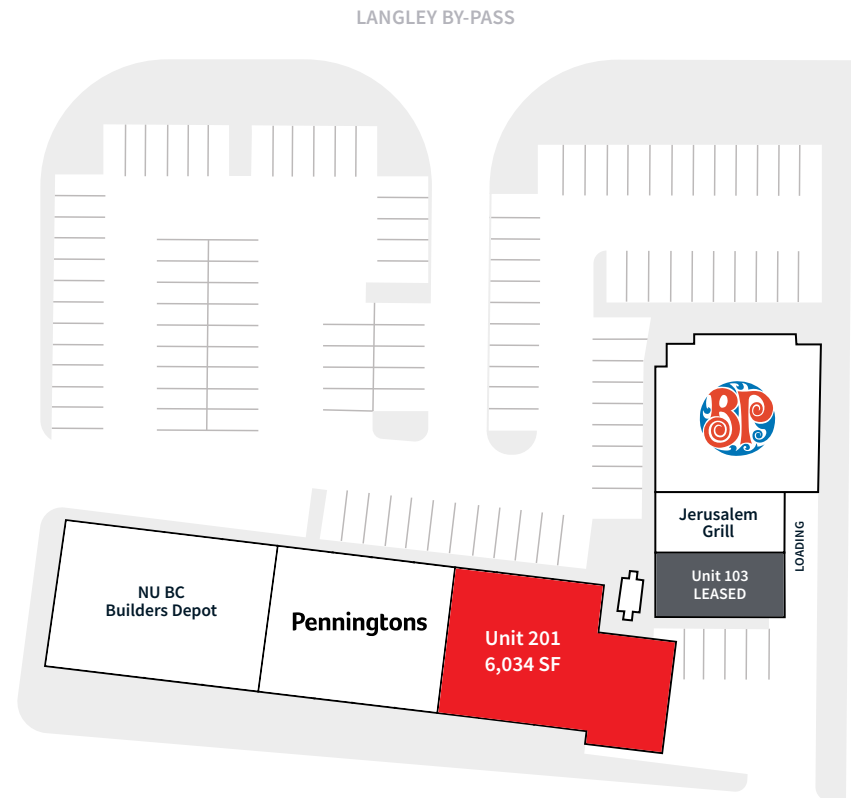 LANGLEY BY-PASS
BP
Jerusalem
Grill
LOADING
Unit 103
LEASED
NU BC
Builders Depot
Penningtons
Unit 201
6,034 SF